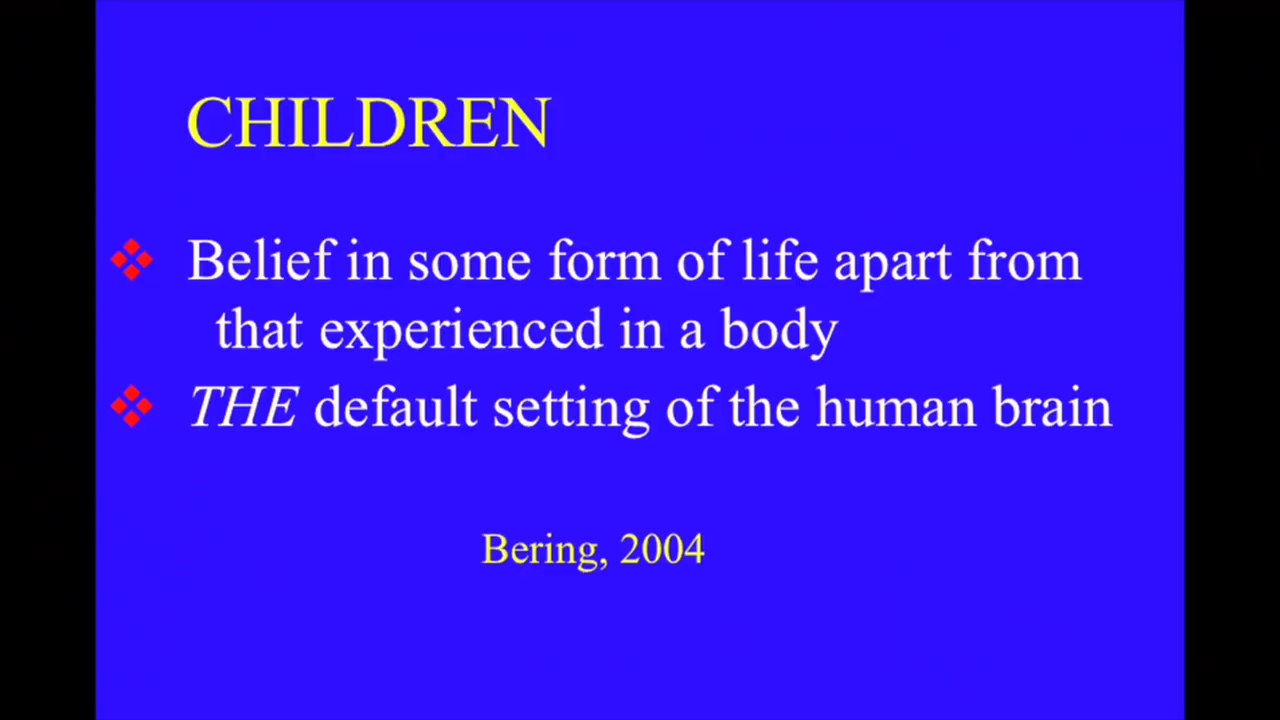 CHILDREN
Belief in some form of life apart from
that experienced in a body
THE default setting of the human brain
Bering, 2004